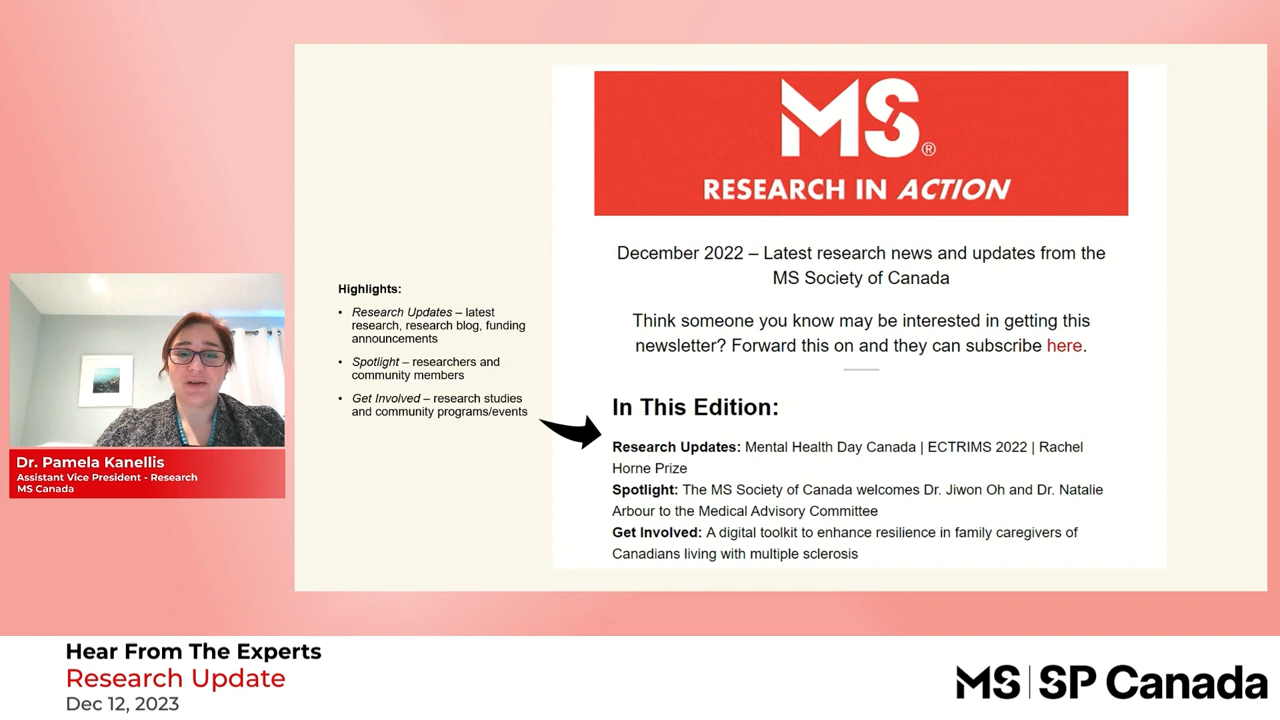 MS®
RESEARCH IN ACTION
December 2022 – Latest research news and updates from the
MS Society of Canada
Think someone you know may be interested in getting this
newsletter? Forward this on and they can subscribe here.
In This Edition:
Research Updates: Mental Health Day Canada | ECTRIMS 2022 | Rachel
Horne Prize
Spotlight: The MS Society of Canada welcomes Dr. Jiwon Oh and Dr. Natalie
Arbour to the Medical Advisory Committee
Get Involved: A digital toolkit to enhance resilience in family caregivers of
Canadians living with multiple sclerosis
Highlights:
• Research Updates – latest
research, research blog, funding
announcements
• Spotlight – researchers and
community members
• Get Involved – research studies
and community programs/events
Dr. Pamela Kanellis
Assistant Vice President - Research
MS Canada
Hear From The Experts
Research Update
Dec 12, 2023
MS | SP Canada